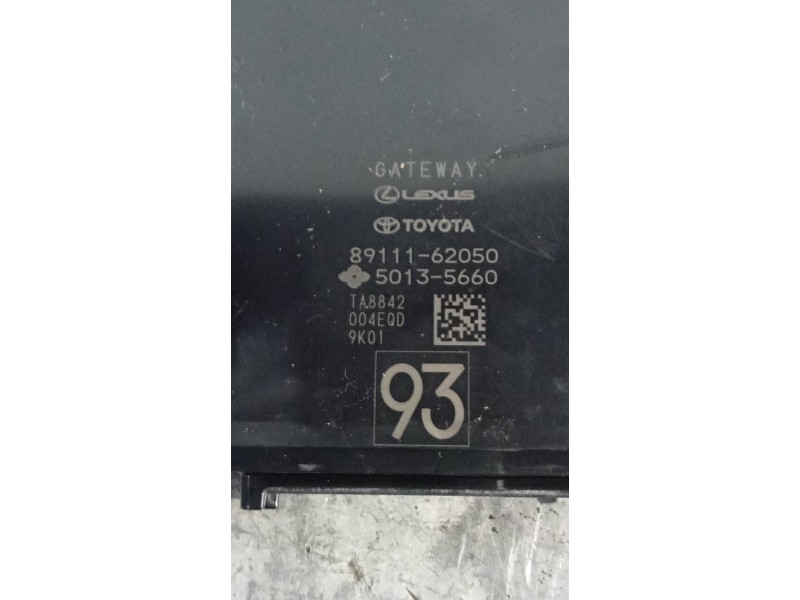 GATEWAY
LEXUS
TOYOTA
89111-62050
5013-5660
TA8842
004EQD
9K01
93